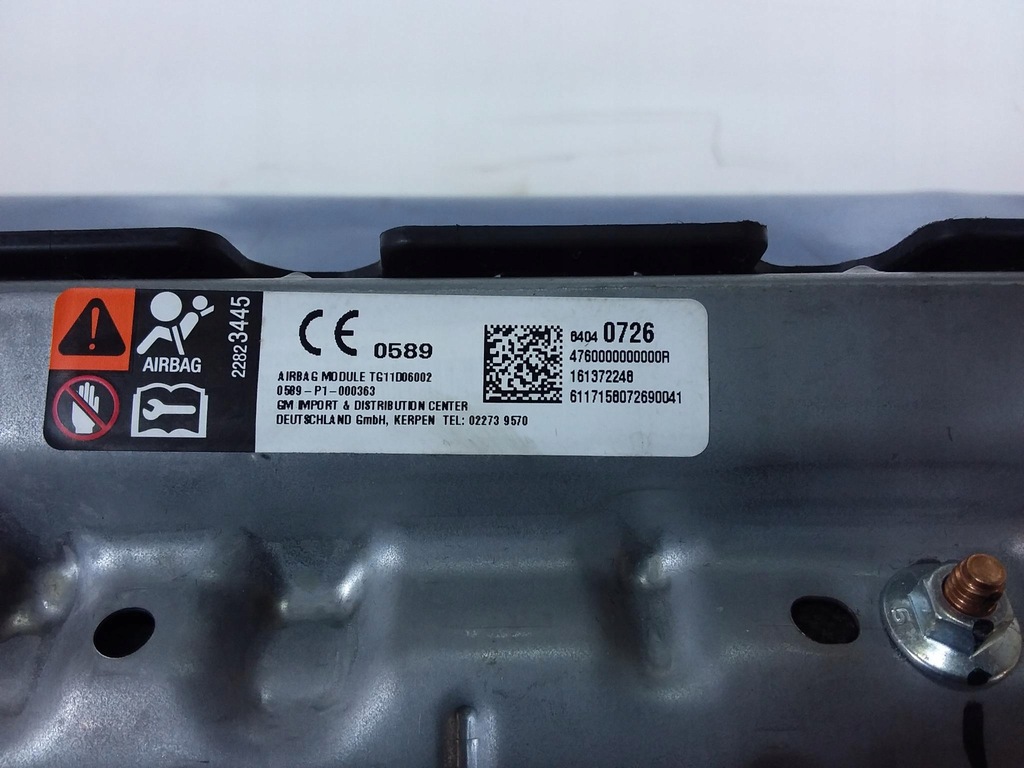 AIRBAG
22823445
CE 0589
AIRBAG MODULE TG11D06002
0589-P1-000363
GM IMPORT & DISTRIBUTION CENTER
DEUTSCHLAND GmbH, KERPEN TEL: 02273 9570
8404 0726
4760000000000R
161372248
6117158072690041